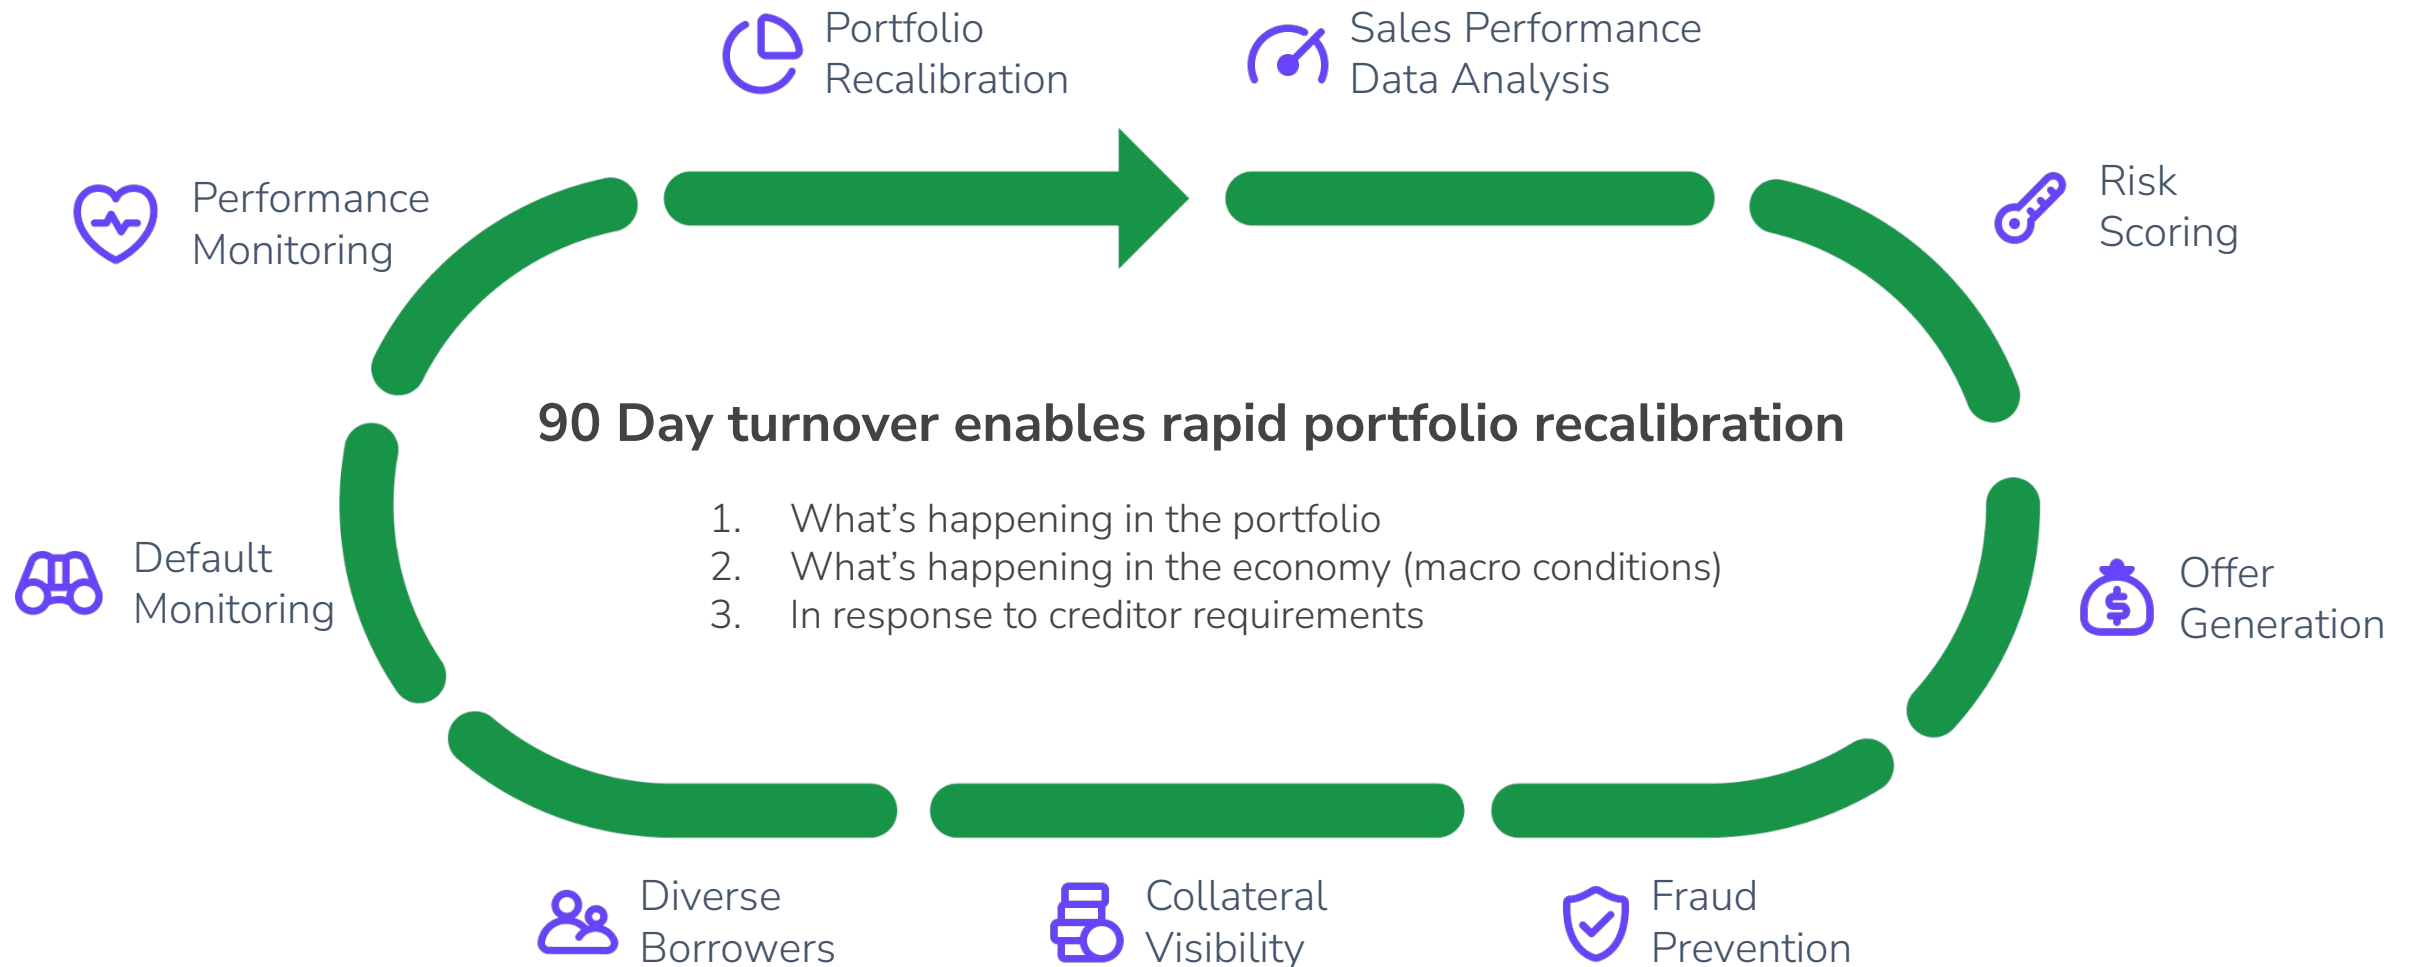 Portfolio
Recalibration
Sales Performance
Data Analysis
Performance
Monitoring
Risk
Scoring
90 Day turnover enables rapid portfolio recalibration
1. What’s happening in the portfolio
2. What’s happening in the economy (macro conditions)
3. In response to creditor requirements
Default
Monitoring
Offer
Generation
Diverse
Borrowers
Collateral
Visibility
Fraud
Prevention